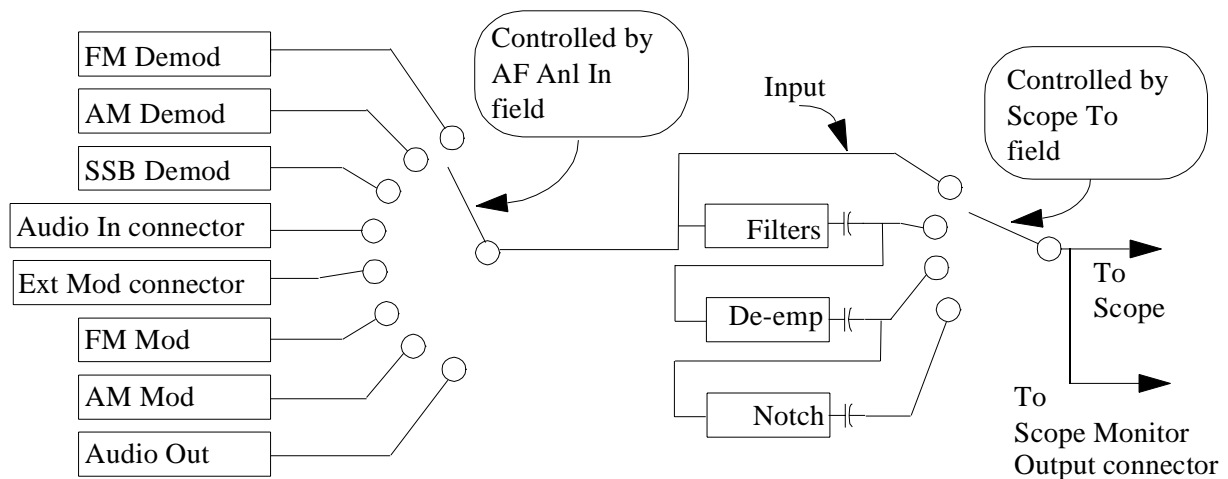 FM Demod
AM Demod
SSB Demod
Audio In connector
Ext Mod connector
FM Mod
AM Mod
Audio Out
Controlled by
AF Anl In
field
Input
Filters
De-emp
Notch
Controlled by
Scope To
field
To
Scope
To
Scope Monitor
Output connector